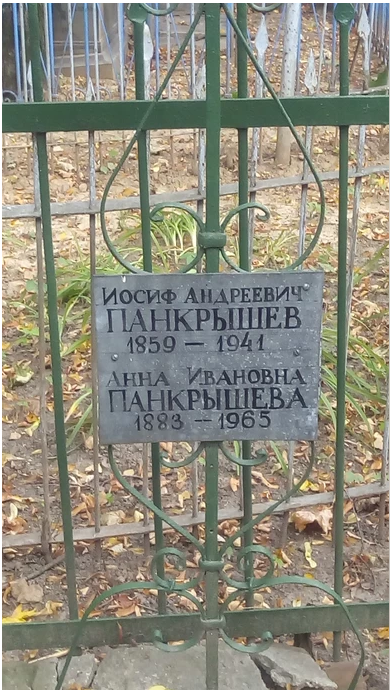 Иосиф Андреевич
ПАНКРЫШЕВ
1859 — 1941
Анна Ивановна
ПАНКРЫШЕВА
1883 — 1965